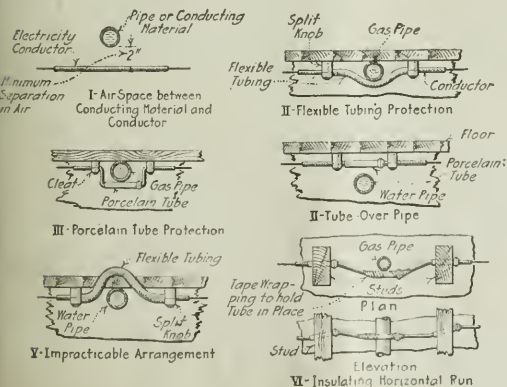 Pipe or Conducting
Material
Electricity
Conductor
2"
Minimum
Separation
in Air
I-Air Space between
Conducting Material and
Conductor
Split
Knob
Gas Pipe
Flexible
Tubing
Conductor
II-Flexible Tubing Protection
Cleat
Gas Pipe
Porcelain Tube
III-Porcelain Tube Protection
Floor
Porcelain
Tube
Water Pipe
II-Tube Over Pipe
Flexible Tubing
Water
Pipe
Split
Knob
V-Impracticable Arrangement
Gas Pipe
Tape Wrap-
ping to hold
Tube in Place
Studs
Plan
Stud
Elevation
VI-Insulating Horizontal Run